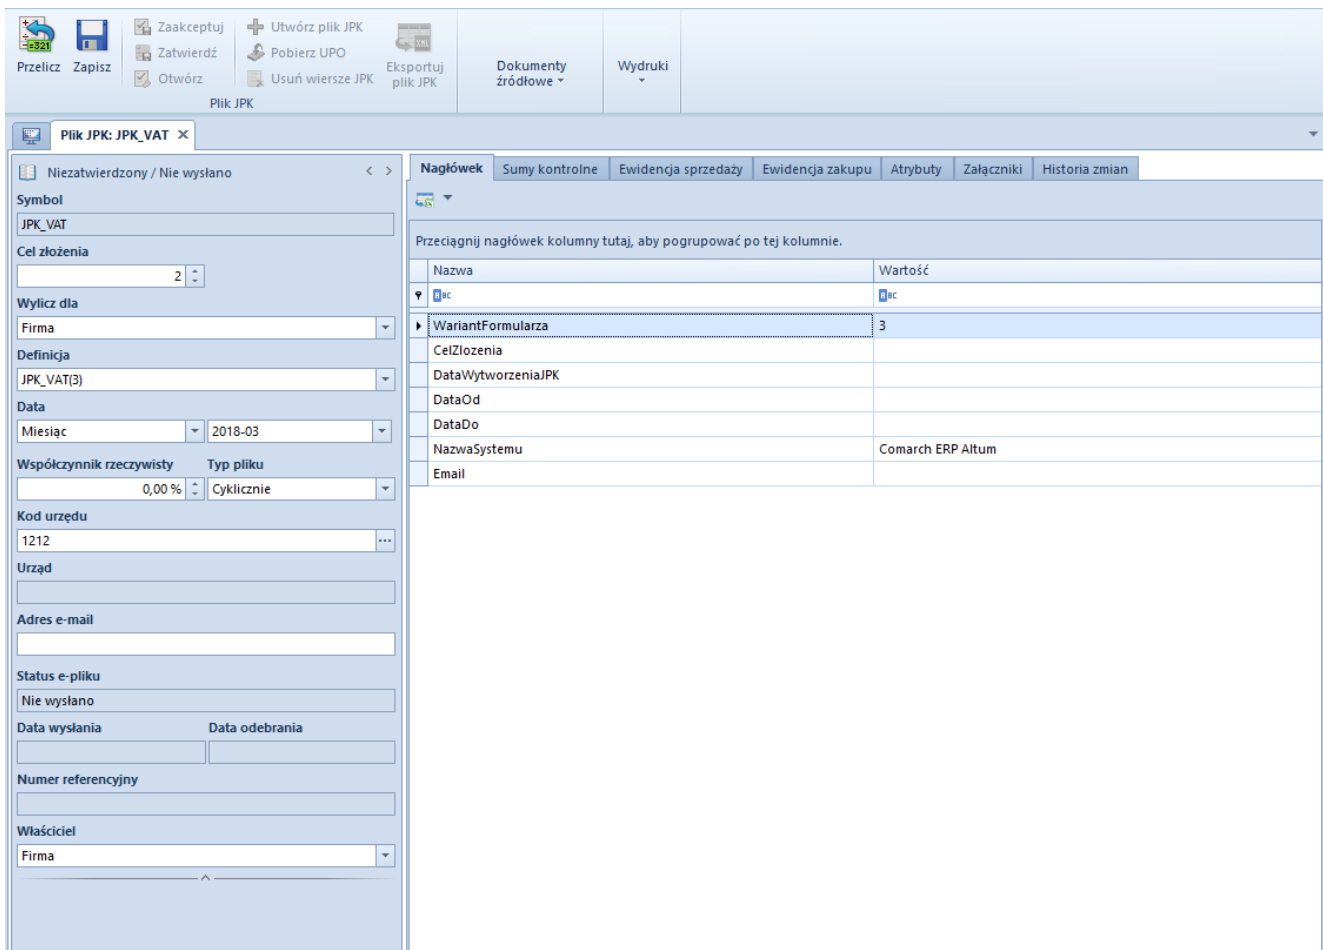 Przelicz
Zapisz
Zaakceptuj
Zatwierdź
Otwórz
Utwórz plik JPK
Pobierz UPO
Usuń wiersze JPK
Eksportuj
plik JPK
Plik JPK
Dokumenty
źródłowe
Wydruki
Plik JPK: JPK_VAT
Niezatwierdzony / Nie wysłano
Symbol
JPK_VAT
Cel złożenia
2
Wylicz dla
Firma
Definicja
JPK_VAT(3)
Data
Miesiąc 2018-03
Współczynnik rzeczywisty Typ pliku
0,00 % Cyklicznie
Kod urzędu
1212
Urząd
Adres e-mail
Status e-pliku
Nie wysłano
Data wysłania Data odebrania
Numer referencyjny
Właściciel
Firma
Nagłówek Sumy kontrolne Ewidencja sprzedaży Ewidencja zakupu Atrybuty Załączniki Historia zmian
Przeciągnij nagłówek kolumny tutaj, aby pogrupować po tej kolumnie.
Nazwa Wartość
WariantFormularza 3
CelZlozenia
DataWytworzeniaJPK
DataOd
DataDo
NazwaSystemu Comarch ERP Altum
Email